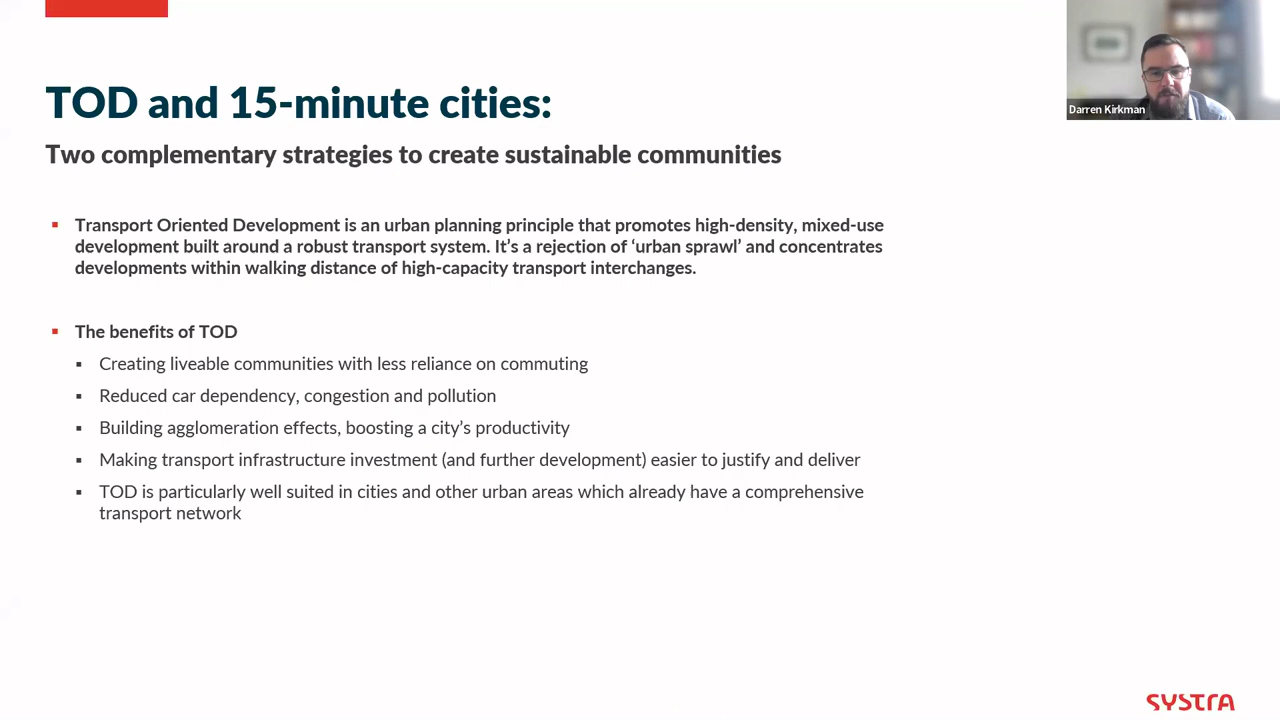 TOD and 15-minute cities:
Two complementary strategies to create sustainable communities
Darren Kirkman
Transport Oriented Development is an urban planning principle that promotes high-density, mixed-use
development built around a robust transport system. It’s a rejection of ‘urban sprawl’ and concentrates
developments within walking distance of high-capacity transport interchanges.
The benefits of TOD
Creating liveable communities with less reliance on commuting
Reduced car dependency, congestion and pollution
Building agglomeration effects, boosting a city’s productivity
Making transport infrastructure investment (and further development) easier to justify and deliver
TOD is particularly well suited in cities and other urban areas which already have a comprehensive
transport network
SYSTRA